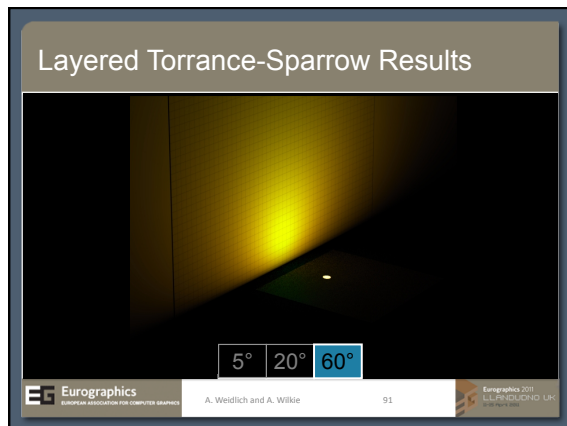 Layered Torrance-Sparrow Results
5° 20° 60°
EG Eurographics
EUROPEAN ASSOCIATION FOR COMPUTER GRAPHICS
A. Weidlich and A. Wilkie
91
Eurographics 2011
LLANDUDNO UK